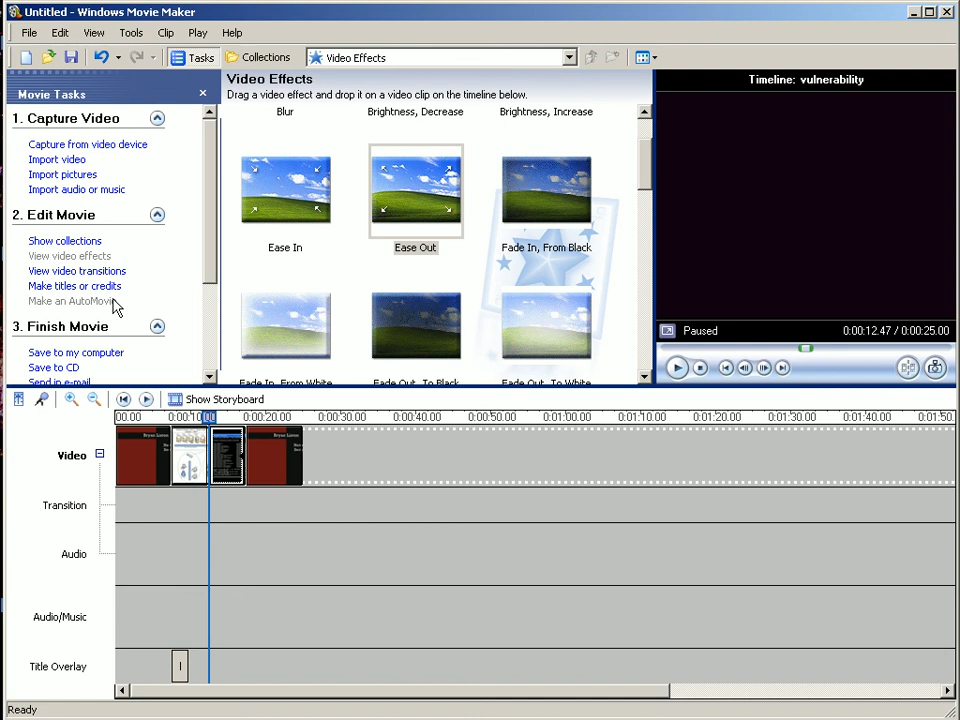 Untitled - Windows Movie Maker
File Edit View Tools Clip Play Help
Tasks Collections Video Effects
Movie Tasks
1. Capture Video
Capture from video device
Import video
Import pictures
Import audio or music
2. Edit Movie
Show collections
View video effects
View video transitions
Make titles or credits
Make an AutoMovie
3. Finish Movie
Save to my computer
Save to CD
Send in e-mail
Video Effects
Drag a video effect and drop it on a video clip on the timeline below.
Blur Brightness, Decrease Brightness, Increase
Ease In Ease Out Fade In, From Black
Fade In, From White Fade Out, To Black Fade Out, To White
Timeline: vulnerability
Paused 0:00:12.47 / 0:00:25.00
Show Storyboard
00.00 0:00:10.00 0:00:20.00 0:00:30.00 0:00:40.00 0:00:50.00 0:01:00.00 0:01:10.00 0:01:20.00 0:01:30.00 0:01:40.00 0:01:50.
Video
Bryan Bryan
Transition
Audio
Audio/Music
Title Overlay
Ready